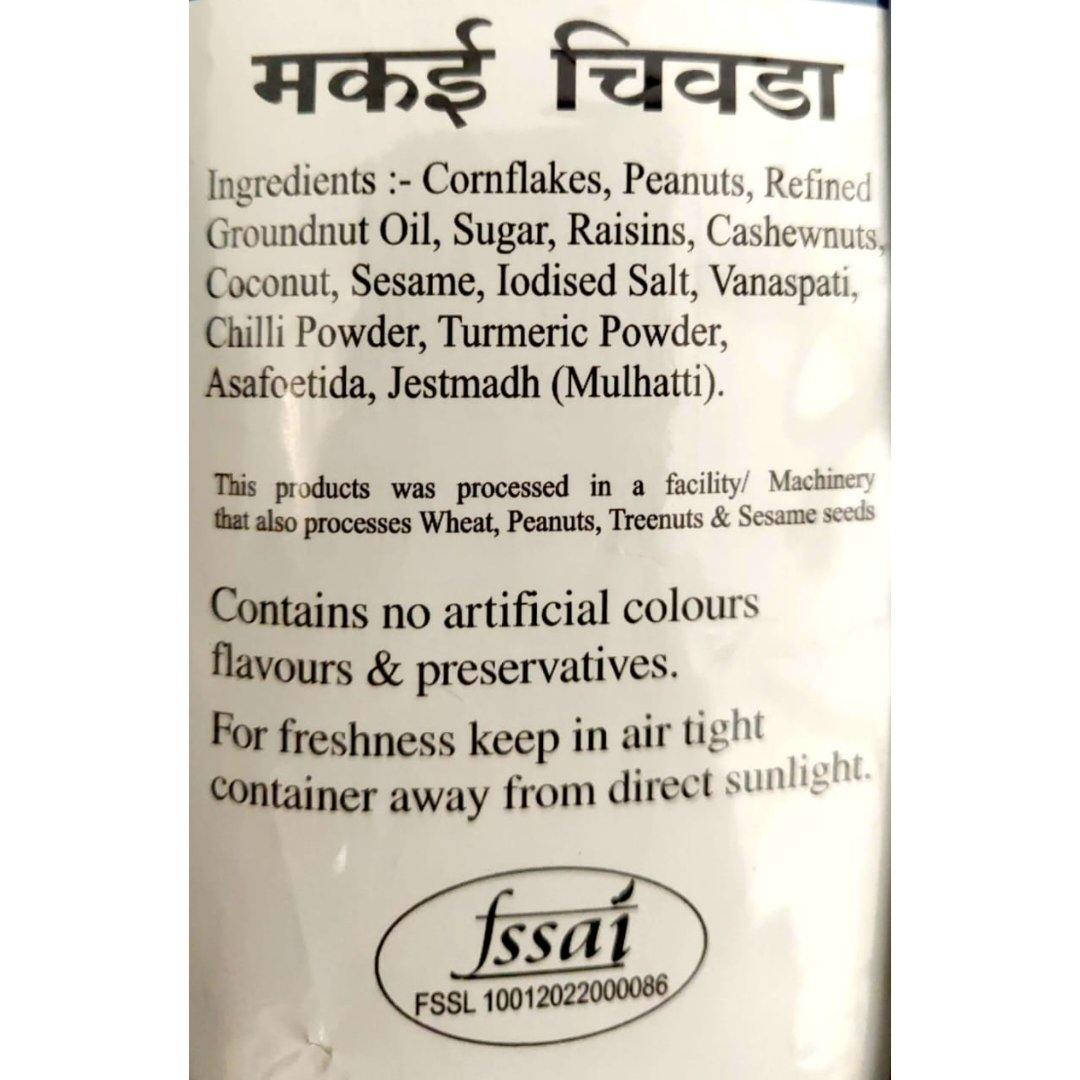 मकई चिवडा
Ingredients :- Cornflakes, Peanuts, Refined
Groundnut Oil, Sugar, Raisins, Cashewnuts,
Coconut, Sesame, Iodised Salt, Vanaspati,
Chilli Powder, Turmeric Powder,
Asafoetida, Jestmadh (Mulhatti).
This products was processed in a facility/ Machinery
that also processes Wheat, Peanuts, Treenuts & Sesame seeds
Contains no artificial colours
flavours & preservatives.
For freshness keep in air tight
container away from direct sunlight.
fssai
FSSL 10012022000086